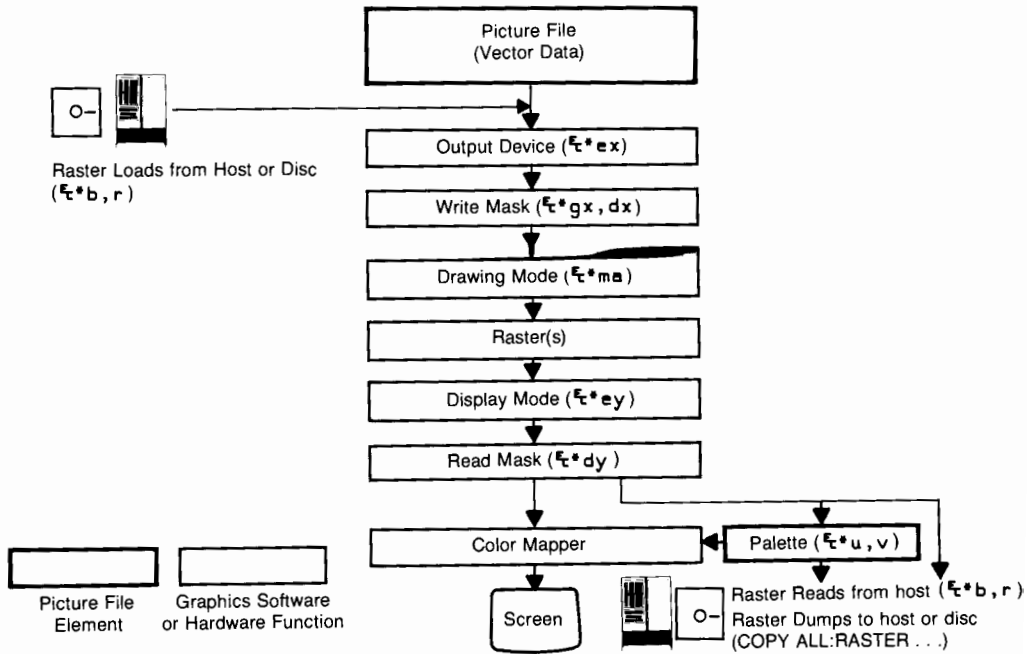 Picture File
(Vector Data)
Raster Loads from Host or Disc
(ᴱc*b,r)
Output Device (ᴱc*ex)
Write Mask (ᴱc*gx,dx)
Drawing Mode (ᴱc*ma)
Raster(s)
Display Mode (ᴱc*ey)
Read Mask (ᴱc*dy)
Color Mapper
Palette (ᴱc*u,v)
Picture File
Element
Graphics Software
or Hardware Function
Screen
Raster Reads from host (ᴱc*b,r)
Raster Dumps to host or disc
(COPY ALL:RASTER . . .)